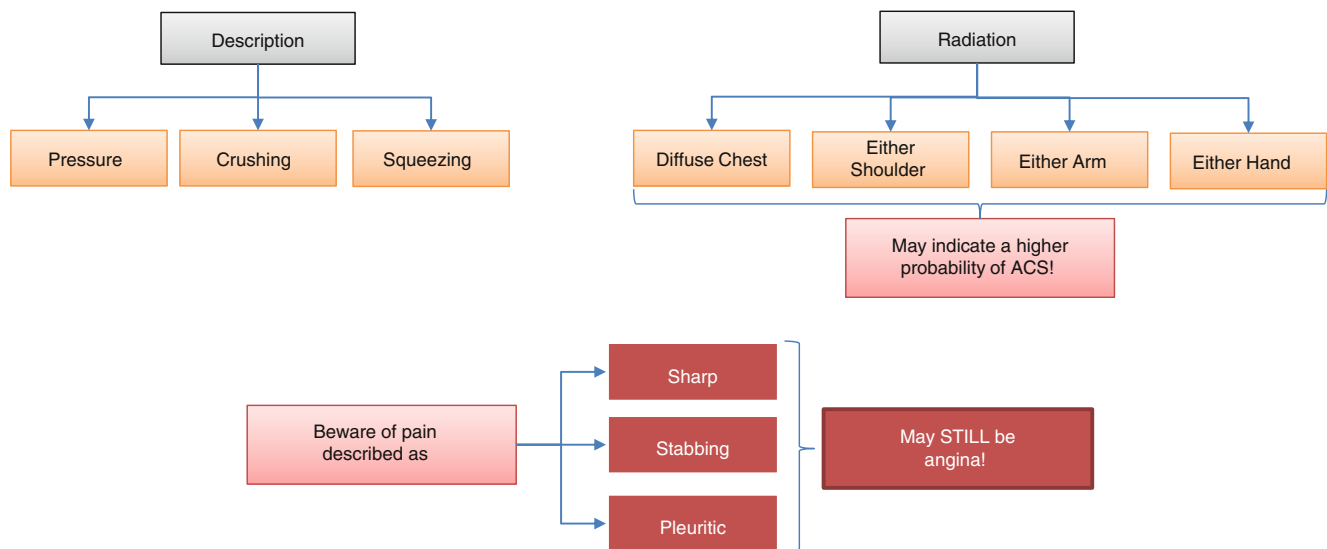 Description
Pressure
Crushing
Squeezing
Radiation
Diffuse Chest
Either
Shoulder
Either Arm
Either Hand
May indicate a higher
probability of ACS!
Beware of pain
described as
Sharp
Stabbing
Pleuritic
May STILL be
angina!